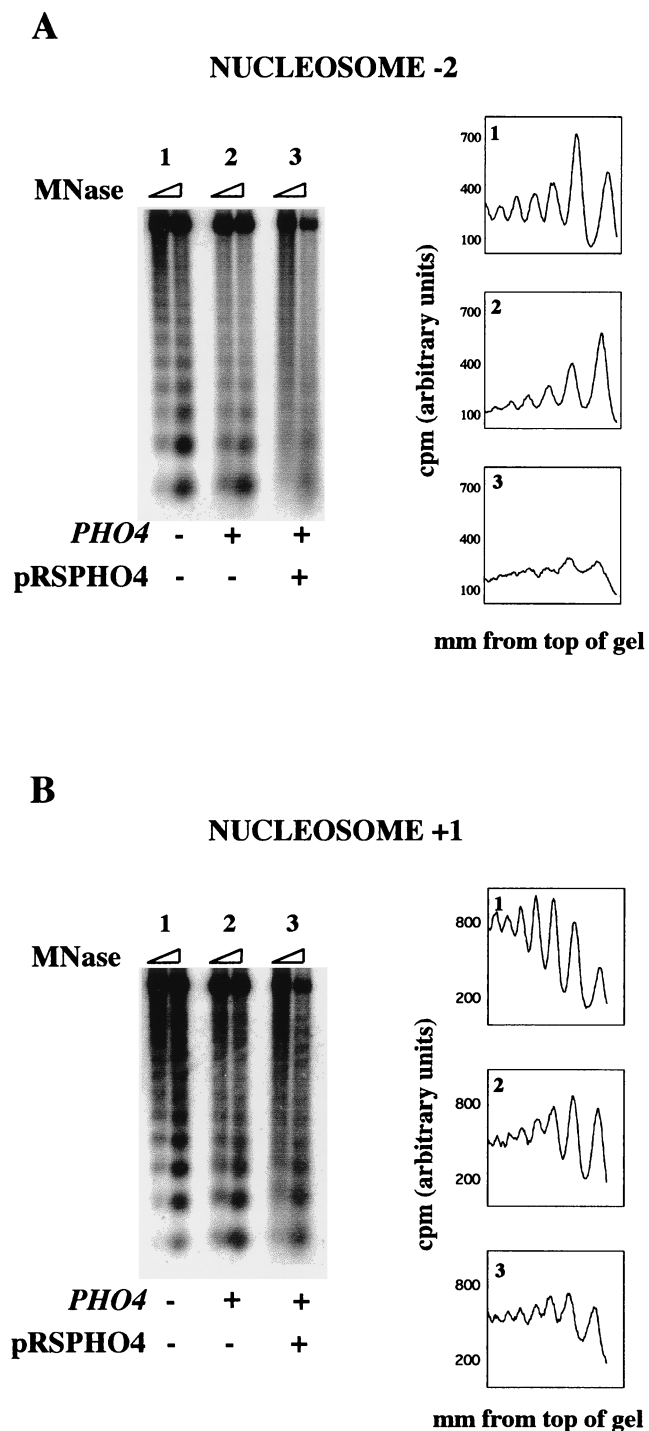 A
NUCLEOSOME -2
1 2 3
MNase
PHO4 - + +
pRSPHO4 - - +
cpm (arbitrary units)
1
700
400
100
2
700
400
100
3
700
400
100
mm from top of gel
B
NUCLEOSOME +1
1 2 3
MNase
PHO4 - + +
pRSPHO4 - - +
cpm (arbitrary units)
1
800
200
2
800
200
3
800
200
mm from top of gel